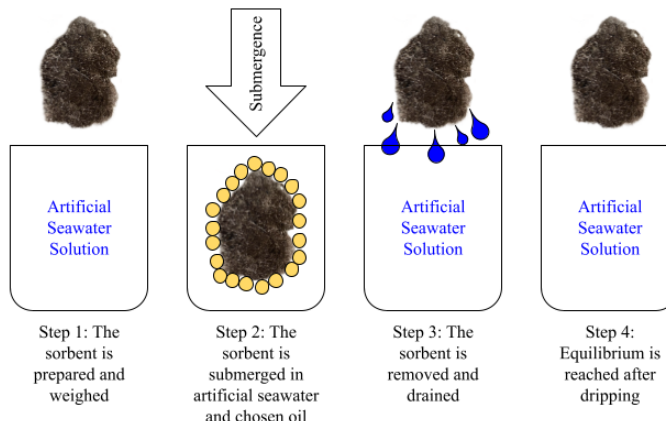 Submergence
Artificial
Seawater
Solution
Artificial
Seawater
Solution
Artificial
Seawater
Solution
Step 1: The
sorbent is
prepared and
weighed
Step 2: The
sorbent is
submerged in
artificial seawater
and chosen oil
Step 3: The
sorbent is
removed and
drained
Step 4:
Equilibrium is
reached after
dripping